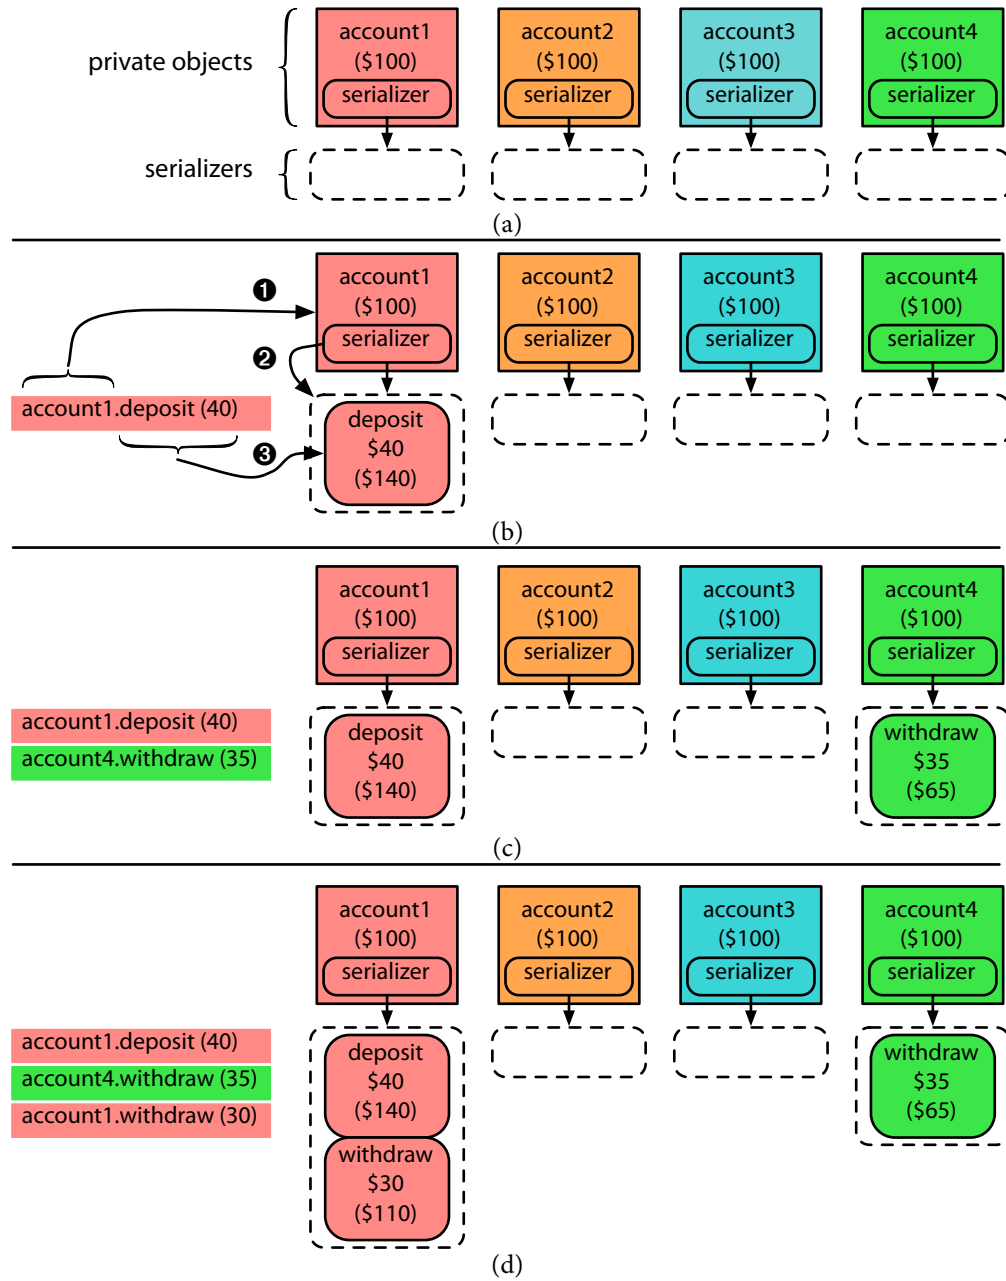 private objects
account1
($100)
serializer
account2
($100)
serializer
account3
($100)
serializer
account4
($100)
serializer
serializers
(a)
account1
($100)
serializer
account2
($100)
serializer
account3
($100)
serializer
account4
($100)
serializer
❶
❷
account1.deposit (40)
❸
deposit
$40
($140)
(b)
account1
($100)
serializer
account2
($100)
serializer
account3
($100)
serializer
account4
($100)
serializer
account1.deposit (40)
account4.withdraw (35)
deposit
$40
($140)
withdraw
$35
($65)
(c)
account1
($100)
serializer
account2
($100)
serializer
account3
($100)
serializer
account4
($100)
serializer
account1.deposit (40)
account4.withdraw (35)
account1.withdraw (30)
deposit
$40
($140)
withdraw
$30
($110)
withdraw
$35
($65)
(d)